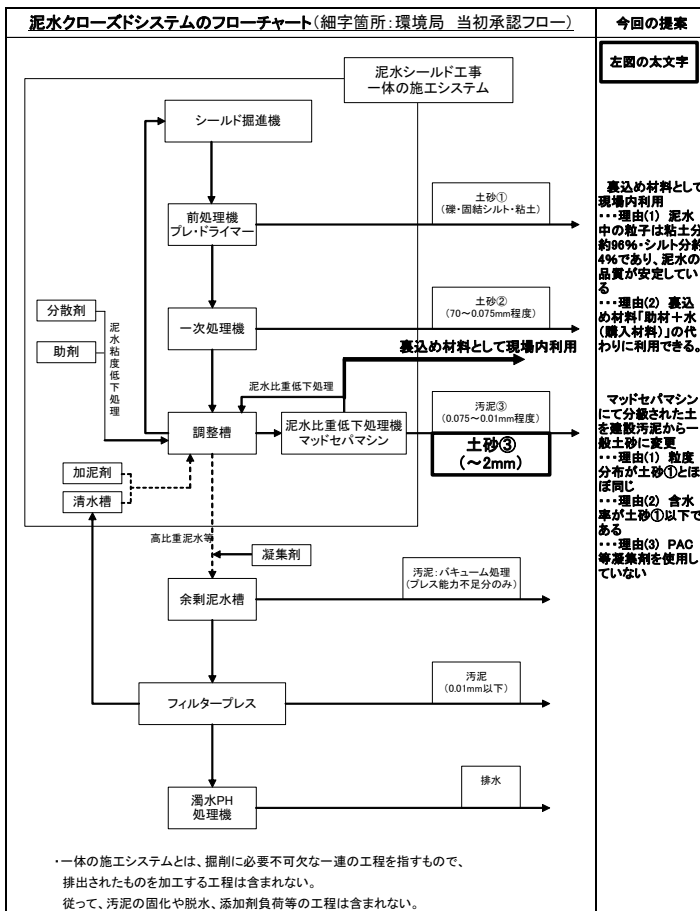 泥水クローズドシステムのフローチャート(細字箇所:環境局 当初承認フロー)
今回の提案
左図の太文字
泥水シールド工事
一体の施工システム
シールド掘進機
前処理機
プレ・ドライマー
土砂①
(礫・固結シルト・粘土)
一次処理機
土砂②
(70～0.075mm程度)
分散剤
助剤
泥水粘度低下処理
裏込め材料として現場内利用
泥水比重低下処理
調整槽
泥水比重低下処理機
マッドセパマシン
汚泥③
(0.075～0.01mm程度)
土砂③
(～2mm)
加泥剤
清水槽
高比重泥水等
凝集剤
余剰泥水槽
汚泥:バキューム処理
(プレス能力不足分のみ)
フィルタープレス
汚泥
(0.01mm以下)
濁水PH
処理機
排水
・一体の施工システムとは、掘削に必要不可欠な一連の工程を指すもので、
排出されたものを加工する工程は含まれない。
従って、汚泥の固化や脱水、添加剤負荷等の工程は含まれない。
裏込め材料として
現場内利用
・・・理由(1) 泥水
中の粒子は粘土分
約96%・シルト分約
4%であり、泥水の
品質が安定してい
る
・・・理由(2) 裏込
め材料「助材＋水
(購入材料)」の代
わりに利用できる。
マッドセパマシン
にて分級された土
を建設汚泥から一
般土砂に変更
・・・理由(1) 粒度
分布が土砂①とほ
ぼ同じ
・・・理由(2) 含水
率が土砂①以下で
ある
・・・理由(3) PAC
等凝集剤を使用し
ていない